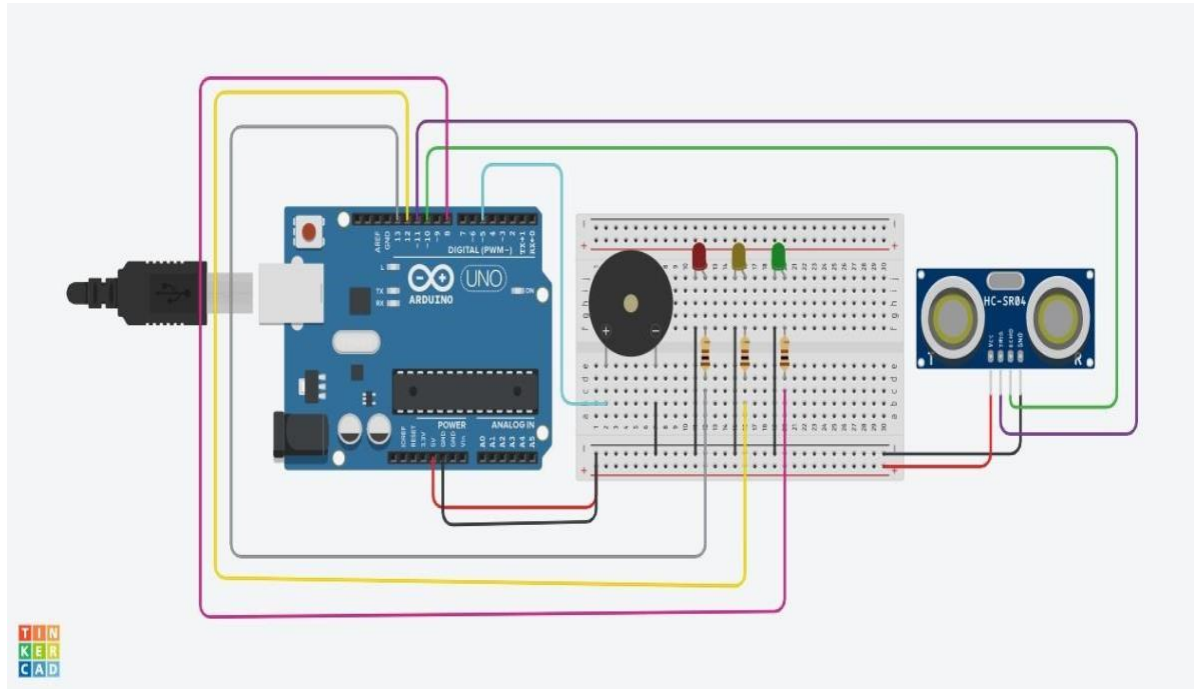 AREF
GND
13
12
~11
~10
~9
8
7
~6
~5
4
~3
2
TX→1
RX←0
DIGITAL (PWM~)
L
TX
RX
UNO
ON
ARDUINO
POWER
ANALOG IN
IOREF
RESET
3.3V
5V
GND
GND
Vin
A0
A1
A2
A3
A4
A5
HC-SR04
T
R
VCC
TRIG
ECHO
GND
TIN
KER
CAD